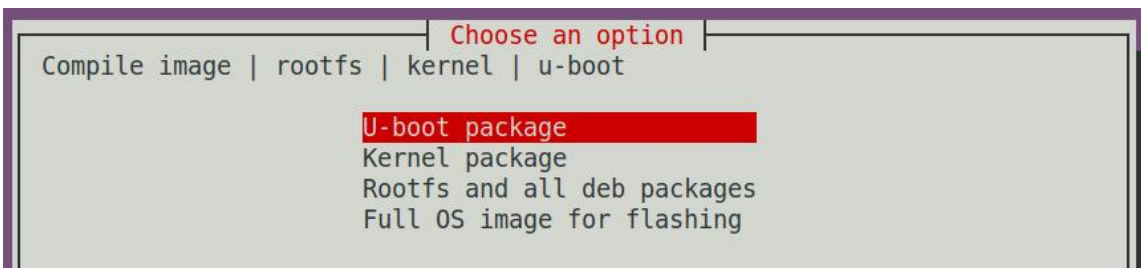 Choose an option
Compile image | rootfs | kernel | u-boot
U-boot package
Kernel package
Rootfs and all deb packages
Full OS image for flashing